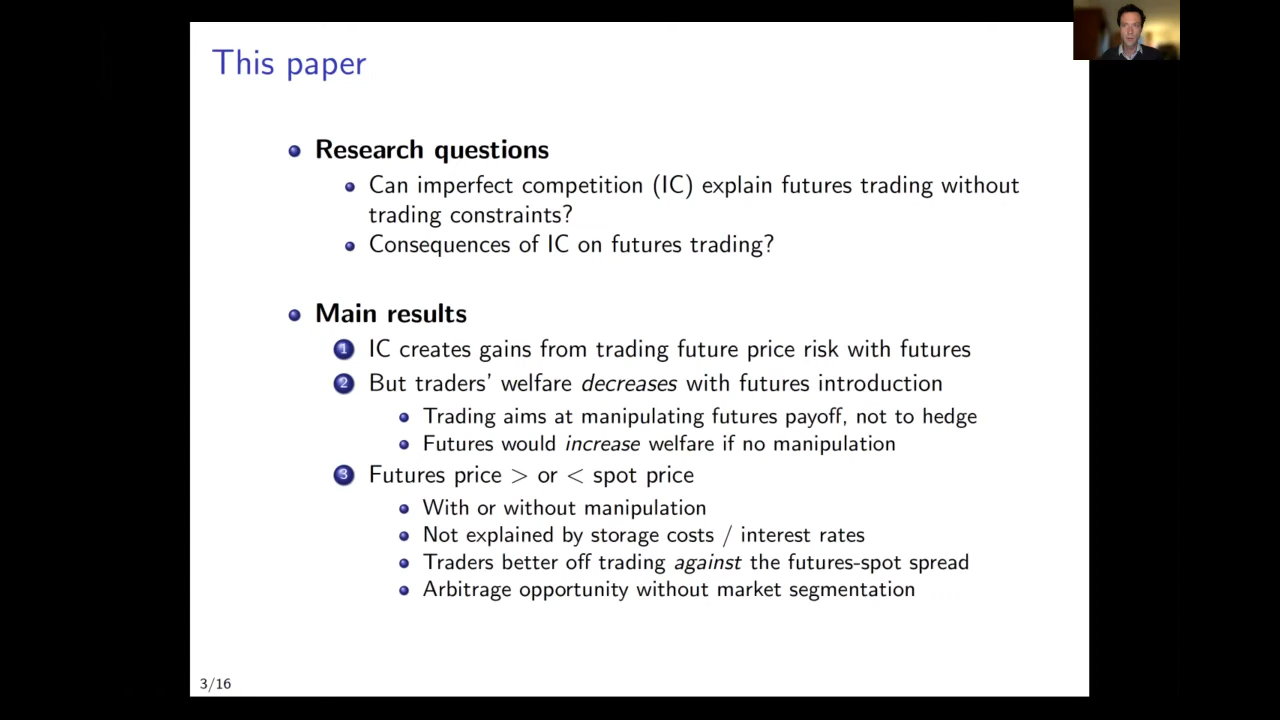 This paper
Research questions
Can imperfect competition (IC) explain futures trading without
trading constraints?
Consequences of IC on futures trading?
Main results
1 IC creates gains from trading future price risk with futures
2 But traders' welfare decreases with futures introduction
Trading aims at manipulating futures payoff, not to hedge
Futures would increase welfare if no manipulation
3 Futures price > or < spot price
With or without manipulation
Not explained by storage costs / interest rates
Traders better off trading against the futures-spot spread
Arbitrage opportunity without market segmentation
3/16